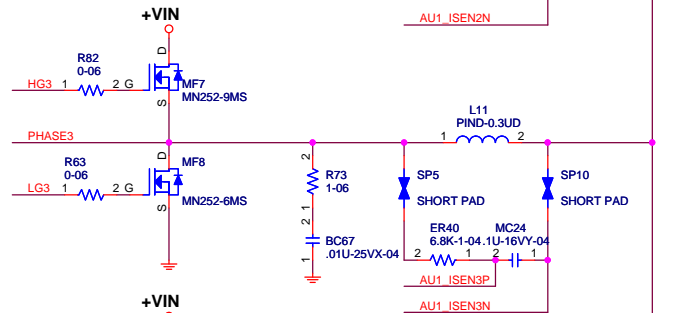 AU1_ISEN2N
+VIN
R82
0-06
D
HG3 1 2 G
MF7
MN252-9MS
S
L11
PIND-0.3UD
PHASE3
1 2
R63
0-06
D
MF8
LG3 1 2 G
MN252-6MS
S
2
R73
1-06
1
SP5
SHORT PAD
SP10
SHORT PAD
2
BC67
.01U-25VX-04
1
ER40
6.8K-1-04
MC24
.1U-16VY-04
2 1 2 1
AU1_ISEN3P
AU1_ISEN3N
+VIN